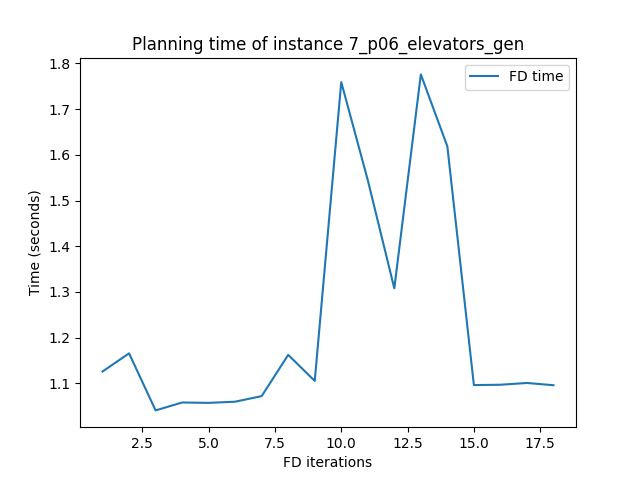 Planning time of instance 7_p06_elevators_gen
FD time
Time (seconds)
1.8
1.7
1.6
1.5
1.4
1.3
1.2
1.1
2.5 5.0 7.5 10.0 12.5 15.0 17.5
FD iterations